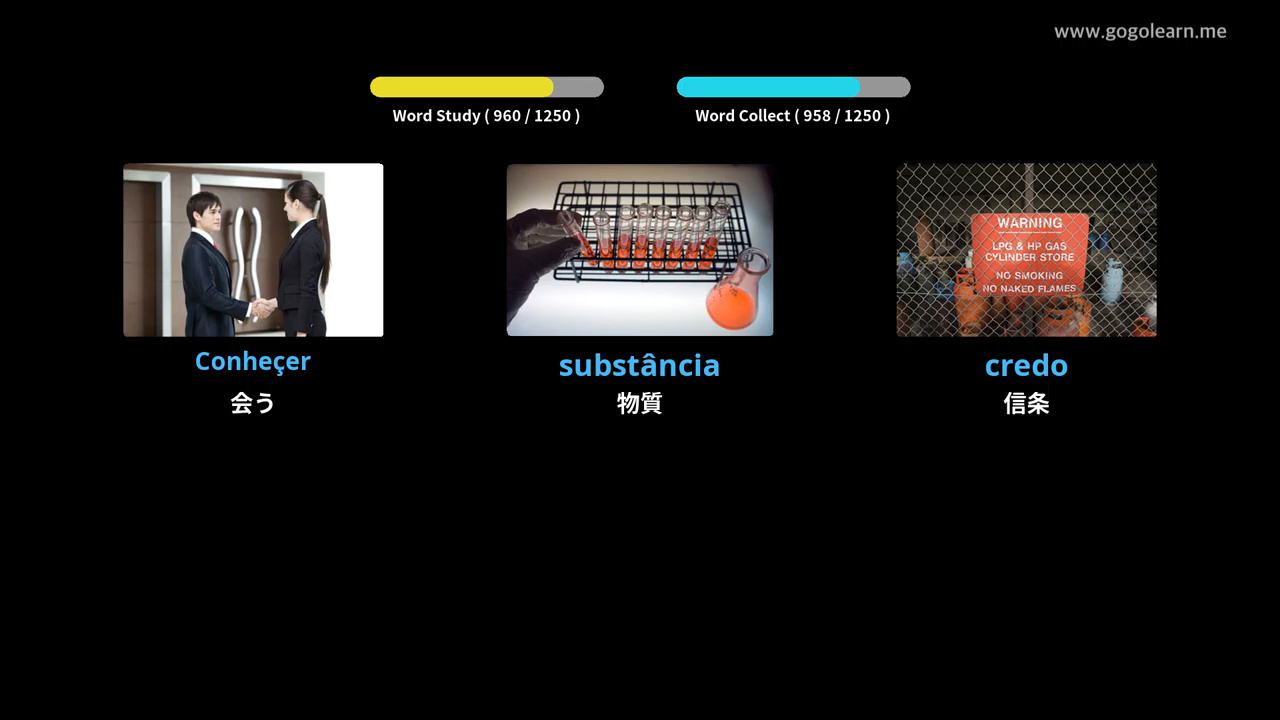 www.gogolearn.me
Word Study ( 960 / 1250 )
Word Collect ( 958 / 1250 )
WARNING
LPG & HP GAS
CYLINDER STORE
NO SMOKING
NO NAKED FLAMES
Conheçer
substância
credo
会う
物質
信条